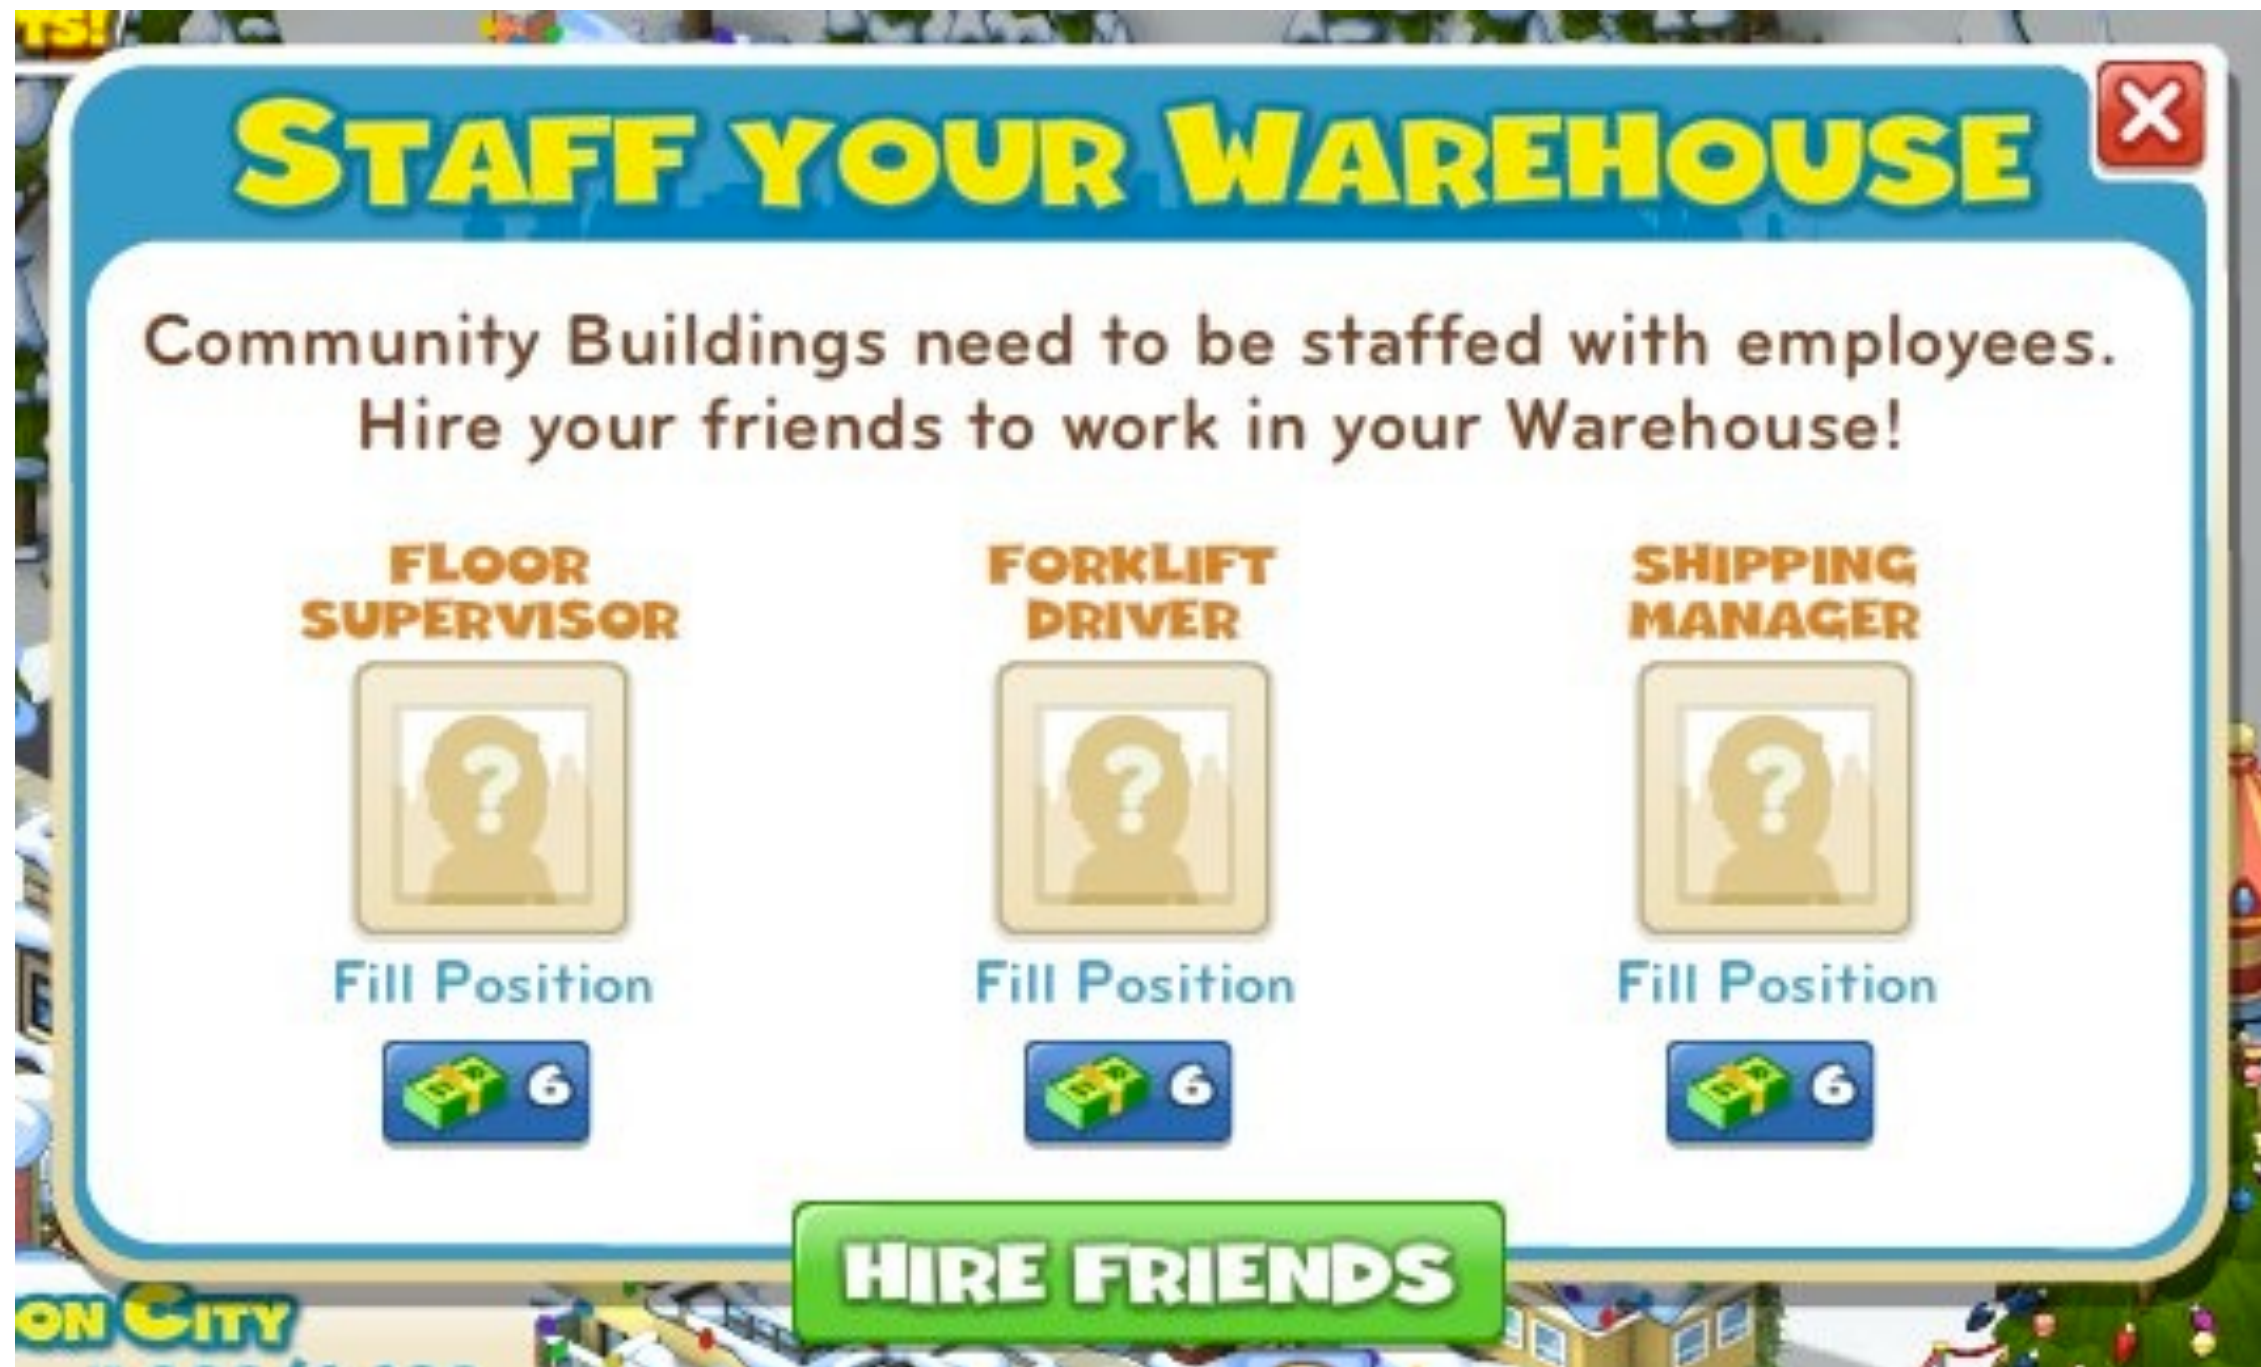 TS!
STAFF YOUR WAREHOUSE
Community Buildings need to be staffed with employees.
Hire your friends to work in your Warehouse!
FLOOR
SUPERVISOR
FORKLIFT
DRIVER
SHIPPING
MANAGER
Fill Position
Fill Position
Fill Position
6
6
6
HIRE FRIENDS
ON CITY